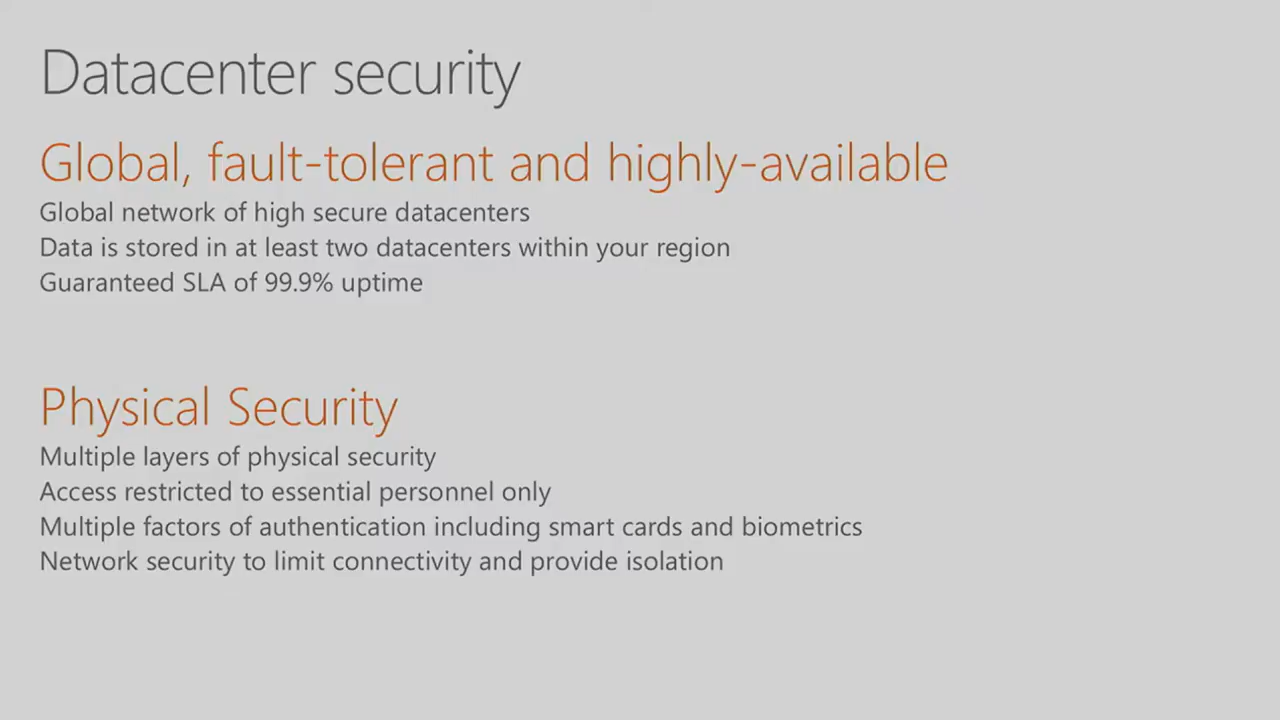 Datacenter security
Global, fault-tolerant and highly-available
Global network of high secure datacenters
Data is stored in at least two datacenters within your region
Guaranteed SLA of 99.9% uptime
Physical Security
Multiple layers of physical security
Access restricted to essential personnel only
Multiple factors of authentication including smart cards and biometrics
Network security to limit connectivity and provide isolation